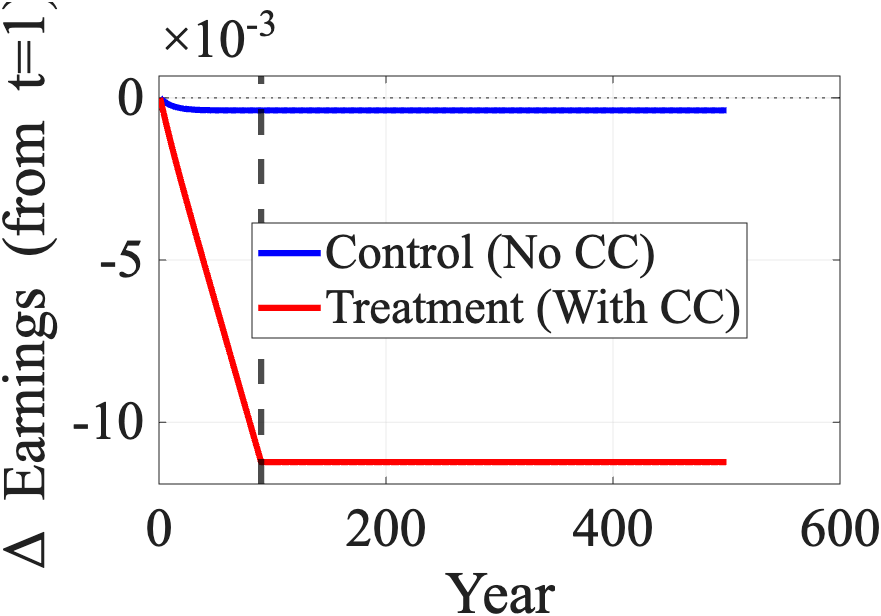 ×10-3
Δ Earnings (from t=1)
0
-5
-10
Control (No CC)
Treatment (With CC)
0 200 400 600
Year